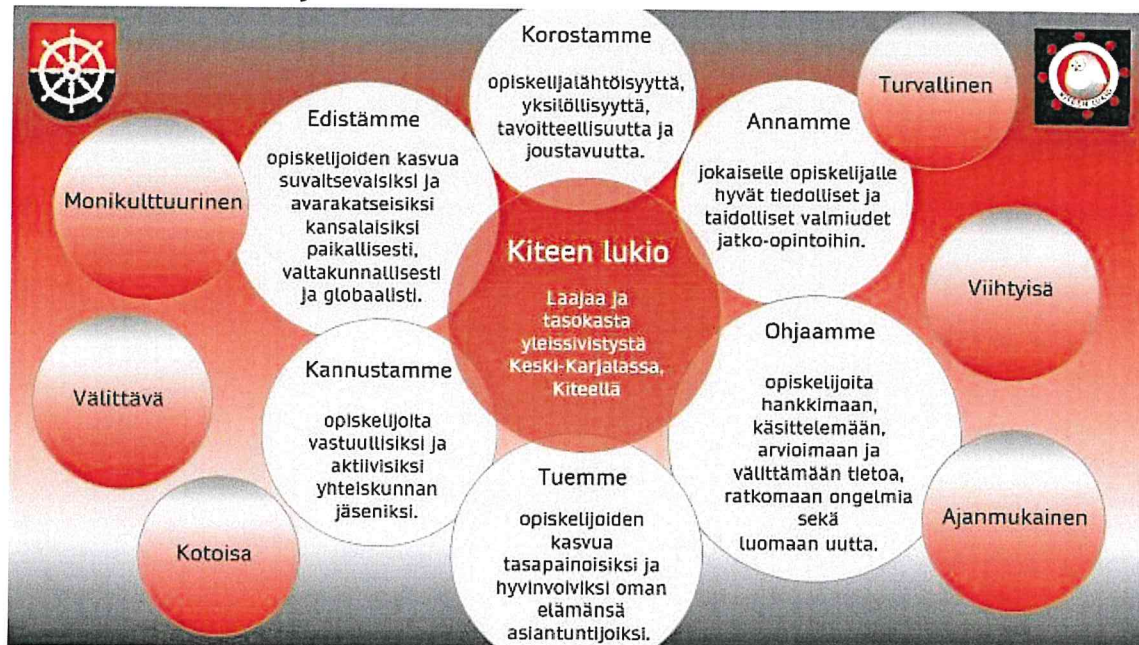 Korostamme
opiskelijalähtöisyyttä,
yksilöllisyyttä,
tavoitteellisuutta ja
joustavuutta.
Turvallinen
KITEEN LUKIO
Edistämme
opiskelijoiden kasvua
suvaitsevaisiksi ja
avarakatseisiksi
kansalaisiksi
paikallisesti,
valtakunnallisesti
ja globaalisti.
Annamme
jokaiselle opiskelijalle
hyvät tiedolliset ja
taidolliset valmiudet
jatko-opintoihin.
Monikulttuurinen
Kiteen lukio
Laajaa ja
tasokasta
yleissivistystä
Keski-Karjalassa,
Kiteellä
Viihtyisä
Välittävä
Kannustamme
opiskelijoita
vastuullisiksi ja
aktiivisiksi
yhteiskunnan
jäseniksi.
Ohjaamme
opiskelijoita
hankkimaan,
käsittelemään,
arvioimaan ja
välittämään tietoa,
ratkomaan ongelmia
sekä
luomaan uutta.
Kotoisa
Tuemme
opiskelijoiden
kasvua
tasapainoisiksi ja
hyvinvoiviksi oman
elämänsä
asiantuntijoiksi.
Ajanmukainen